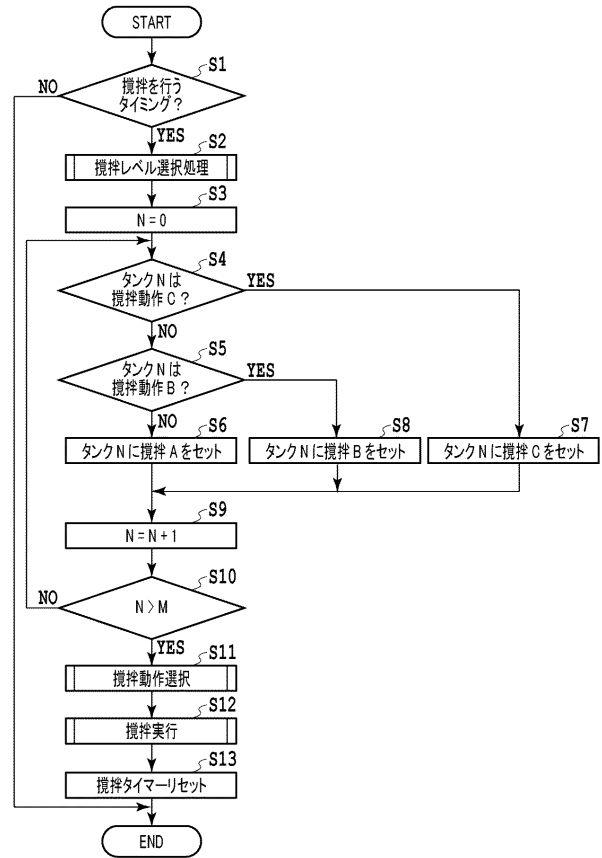 START
S1
NO
撹拌を行う
タイミング？
YES
S2
撹拌レベル選択処理
S3
N=0
S4
タンクNは
撹拌動作C？
YES
NO
S5
タンクNは
撹拌動作B？
YES
NO
S6
タンクNに撹拌Aをセット
S8
タンクNに撹拌Bをセット
S7
タンクNに撹拌Cをセット
S9
N=N+1
S10
NO
N>M
YES
S11
撹拌動作選択
S12
撹拌実行
S13
撹拌タイマーリセット
END